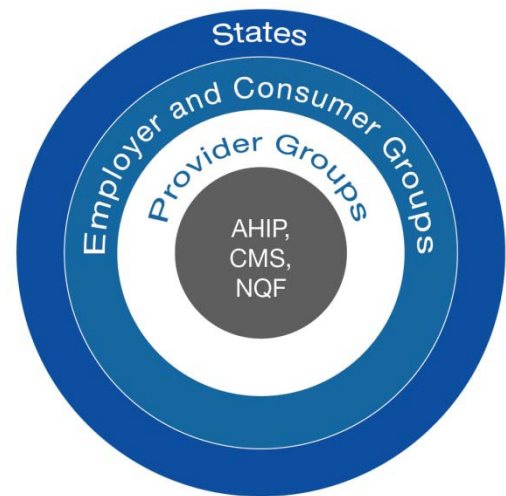 States
Employer and Consumer Groups
Provider Groups
AHIP,
CMS,
NQF